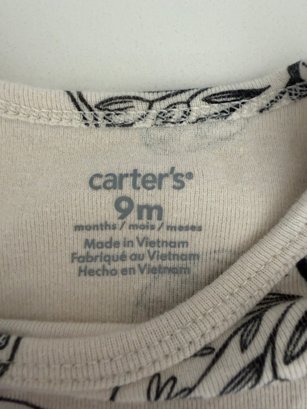 carter's®
9m
months / mois / meses
Made in Vietnam
Fabriqué au Vietnam
Hecho en Vietnam